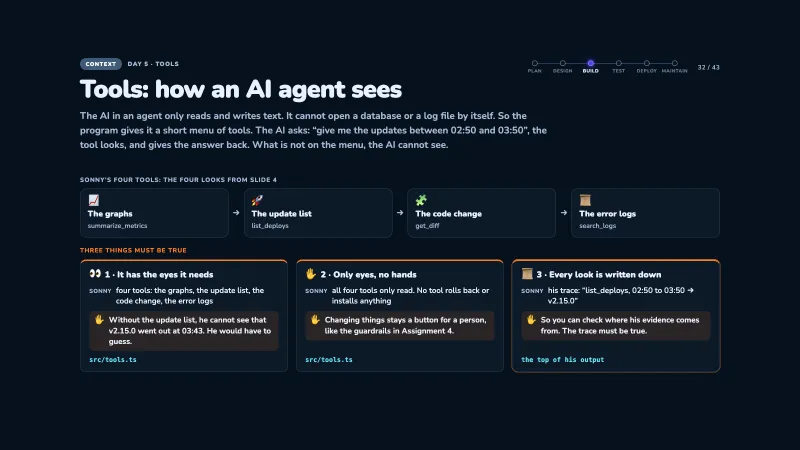 CONTEXT DAY 5 · TOOLS
PLAN DESIGN BUILD TEST DEPLOY MAINTAIN
32 / 43
Tools: how an AI agent sees
The AI in an agent only reads and writes text. It cannot open a database or a log file by itself. So the
program gives it a short menu of tools. The AI asks: “give me the updates between 02:50 and 03:50”, the
tool looks, and gives the answer back. What is not on the menu, the AI cannot see.
SONNY'S FOUR TOOLS: THE FOUR LOOKS FROM SLIDE 4
The graphs
summarize_metrics
→
The update list
list_deploys
→
The code change
get_diff
→
The error logs
search_logs
THREE THINGS MUST BE TRUE
1 · It has the eyes it needs
SONNY four tools: the graphs, the update list, the
code change, the error logs
Without the update list, he cannot see that
v2.15.0 went out at 03:43. He would have to
guess.
src/tools.ts
2 · Only eyes, no hands
SONNY all four tools only read. No tool rolls back or
installs anything
Changing things stays a button for a person,
like the guardrails in Assignment 4.
src/tools.ts
3 · Every look is written down
SONNY his trace: “list_deploys, 02:50 to 03:50 →
v2.15.0”
So you can check where his evidence comes
from. The trace must be true.
the top of his output